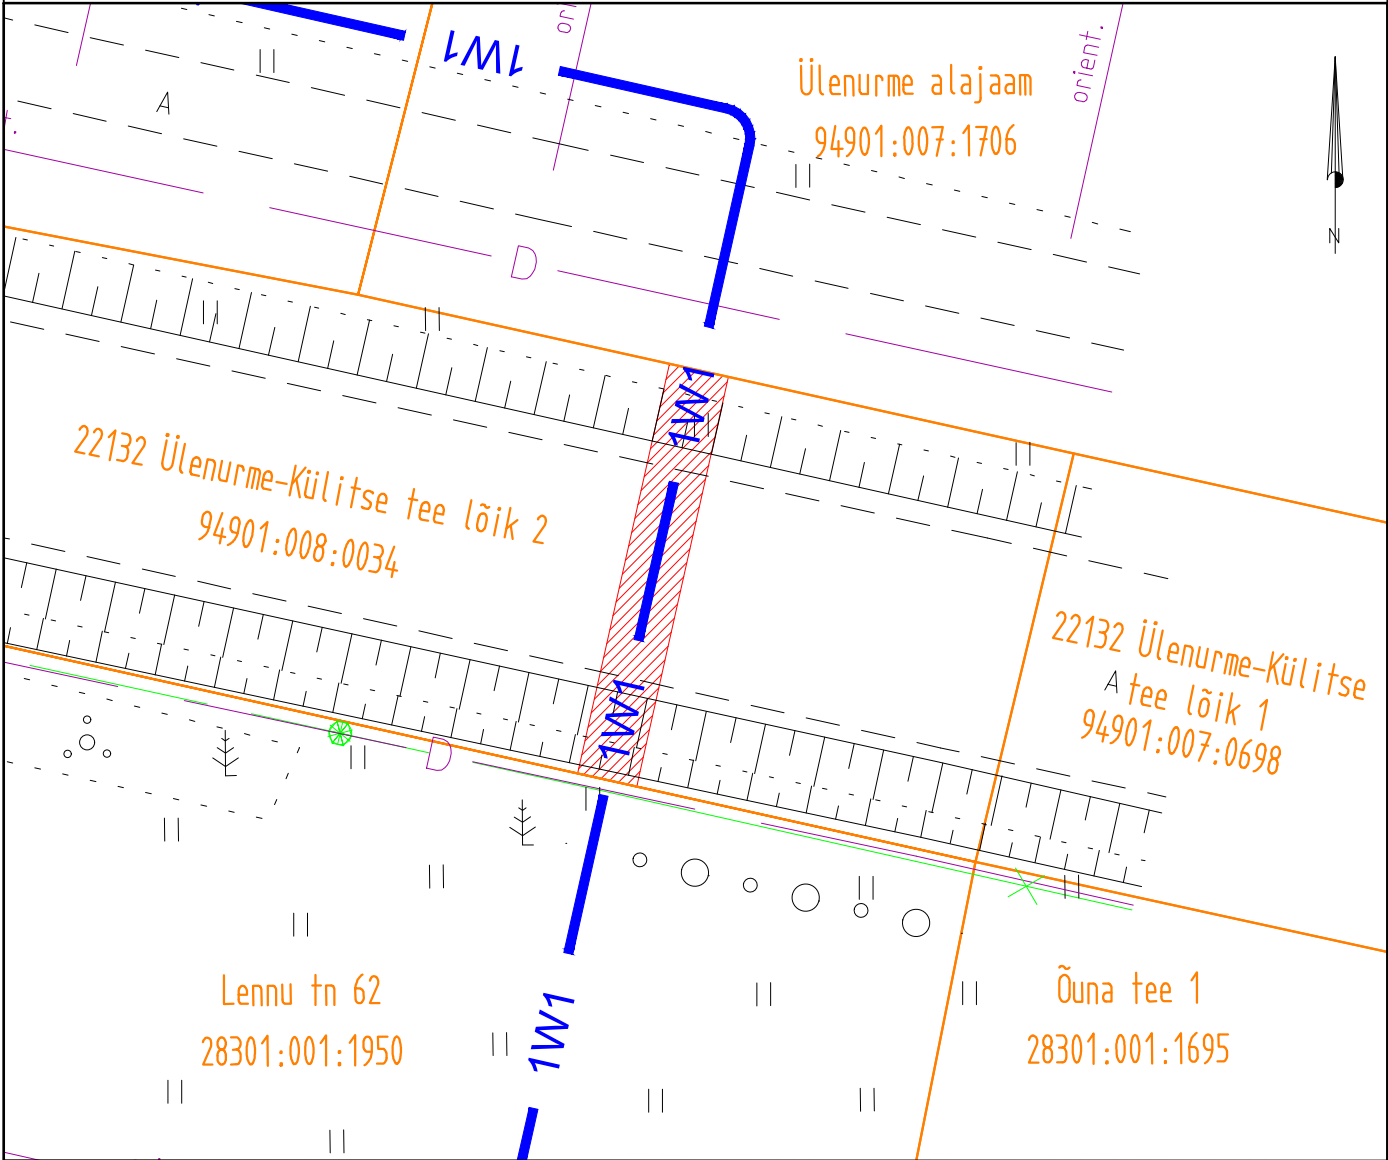 1W1
ori
orient.
Ülenurme alajaam
94901:007:1706
A
N
D
1W1
22132 Ülenurme-Külitse tee lõik 2
94901:008:0034
22132 Ülenurme-Külitse
A tee lõik 1
94901:007:0698
1W1
D
Lennu tn 62
28301:001:1950
1W1
Õuna tee 1
28301:001:1695